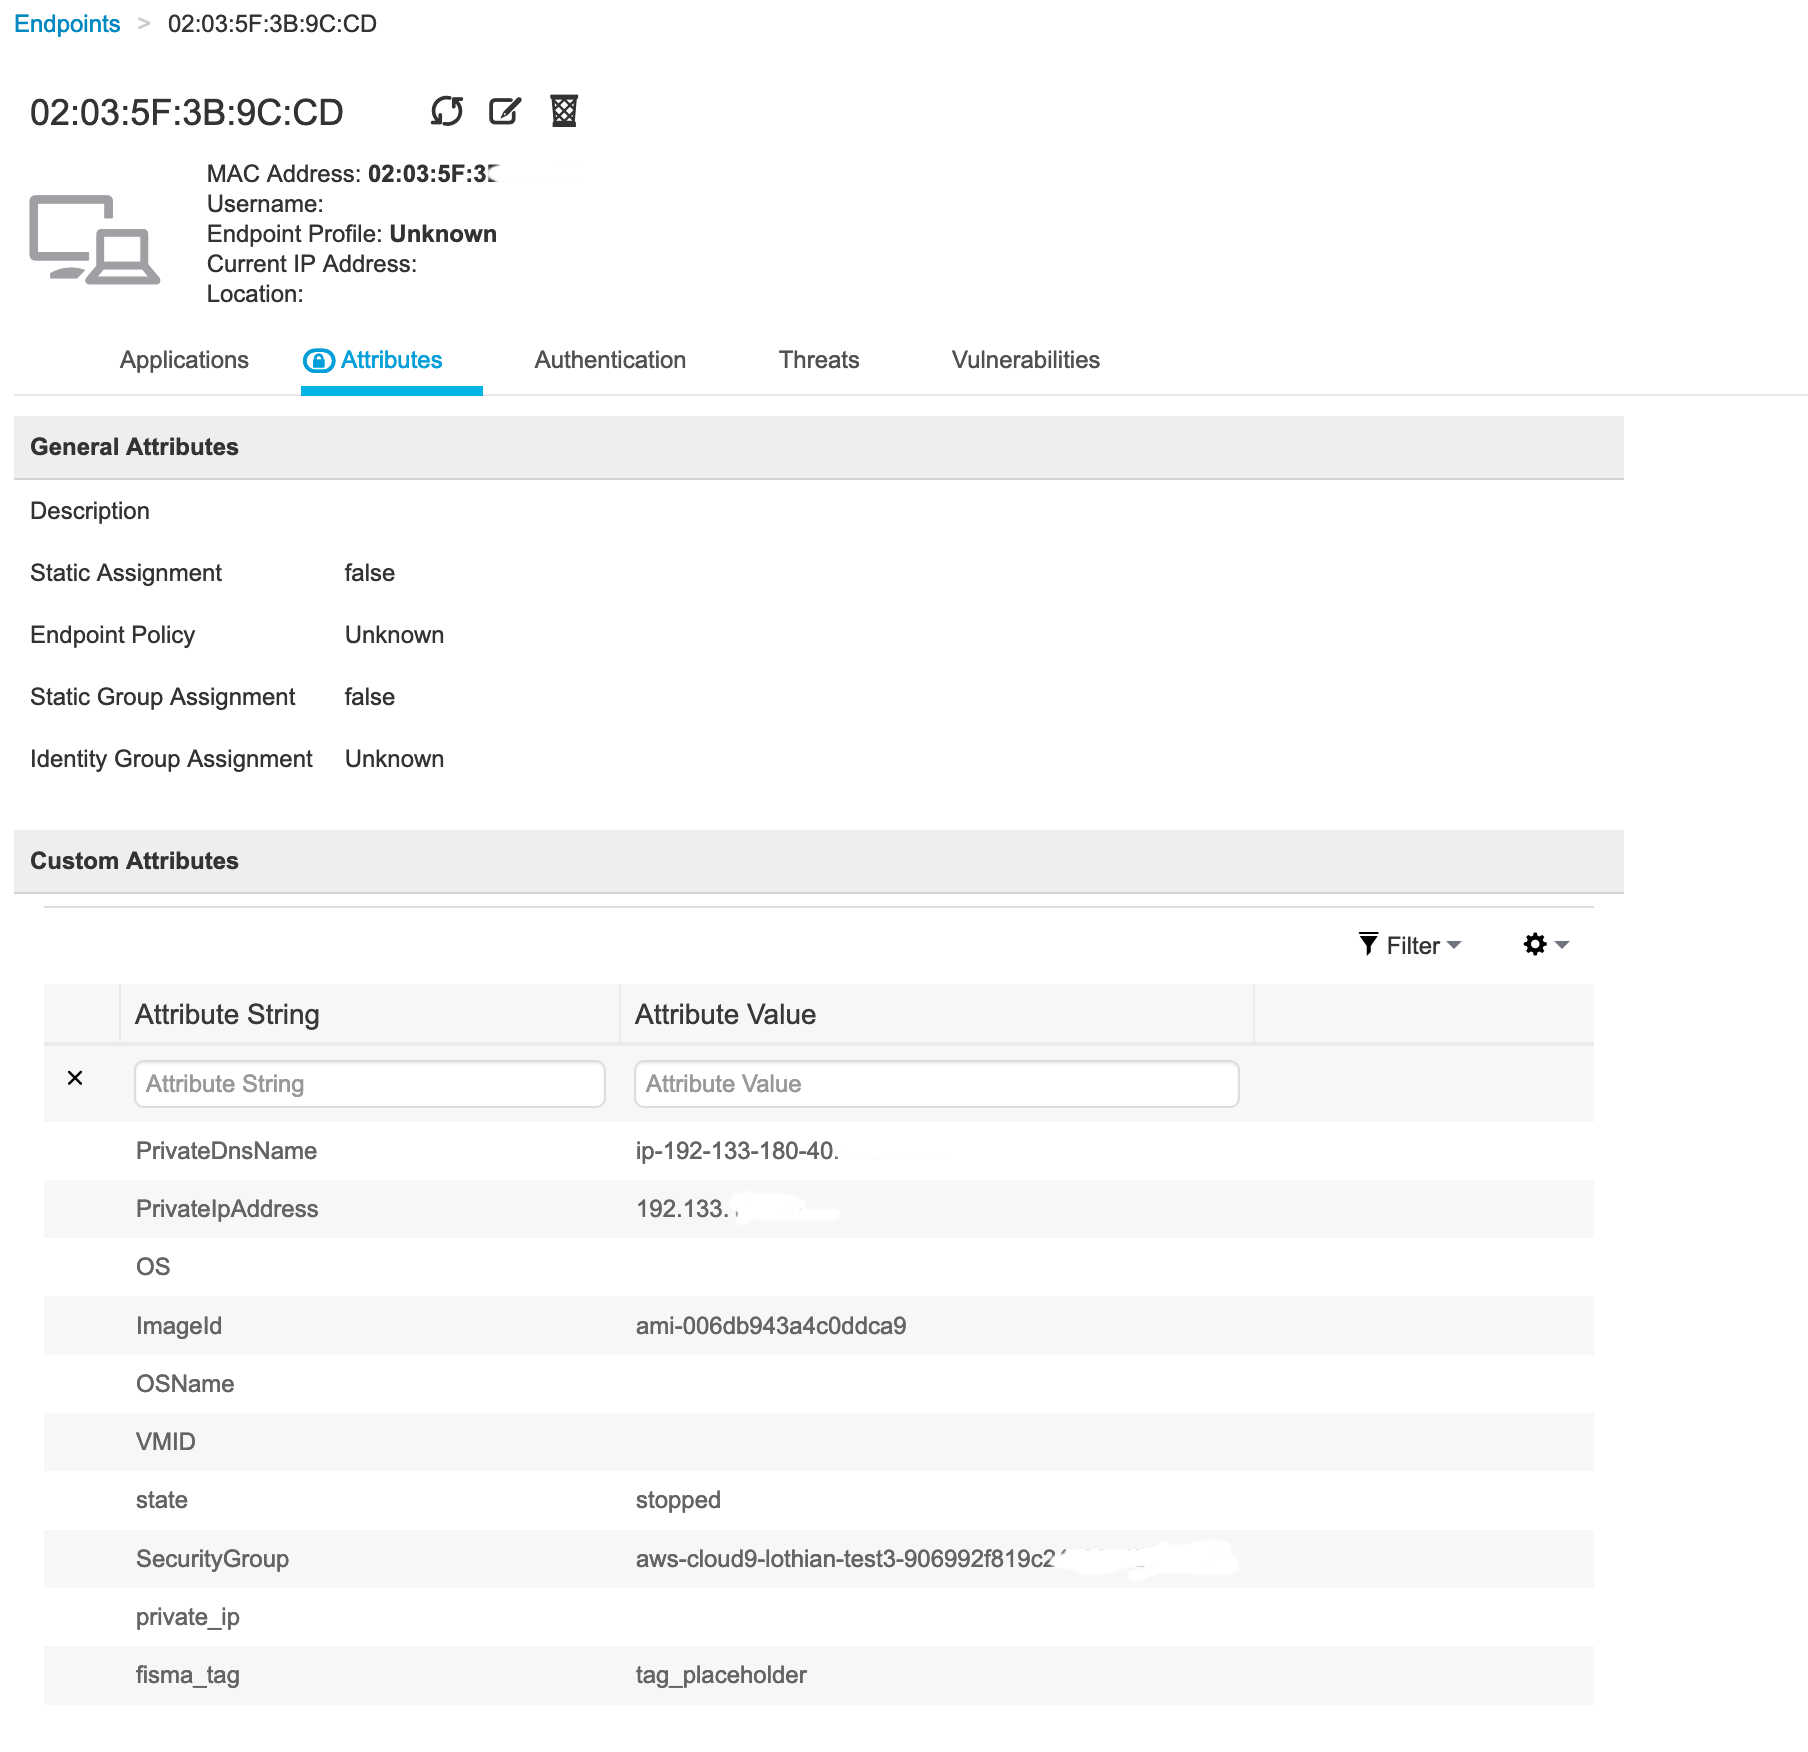 Endpoints > 02:03:5F:3B:9C:CD
02:03:5F:3B:9C:CD
MAC Address: 02:03:5F:3
Username:
Endpoint Profile: Unknown
Current IP Address:
Location:
Applications Attributes Authentication Threats Vulnerabilities
General Attributes
Description
Static Assignment false
Endpoint Policy Unknown
Static Group Assignment false
Identity Group Assignment Unknown
Custom Attributes
Filter
Attribute String Attribute Value
× Attribute String Attribute Value
PrivateDnsName ip-192-133-180-40.
PrivateIpAddress 192.133.
OS
ImageId ami-006db943a4c0ddca9
OSName
VMID
state stopped
SecurityGroup aws-cloud9-lothian-test3-906992f819c2
private_ip
fisma_tag tag_placeholder